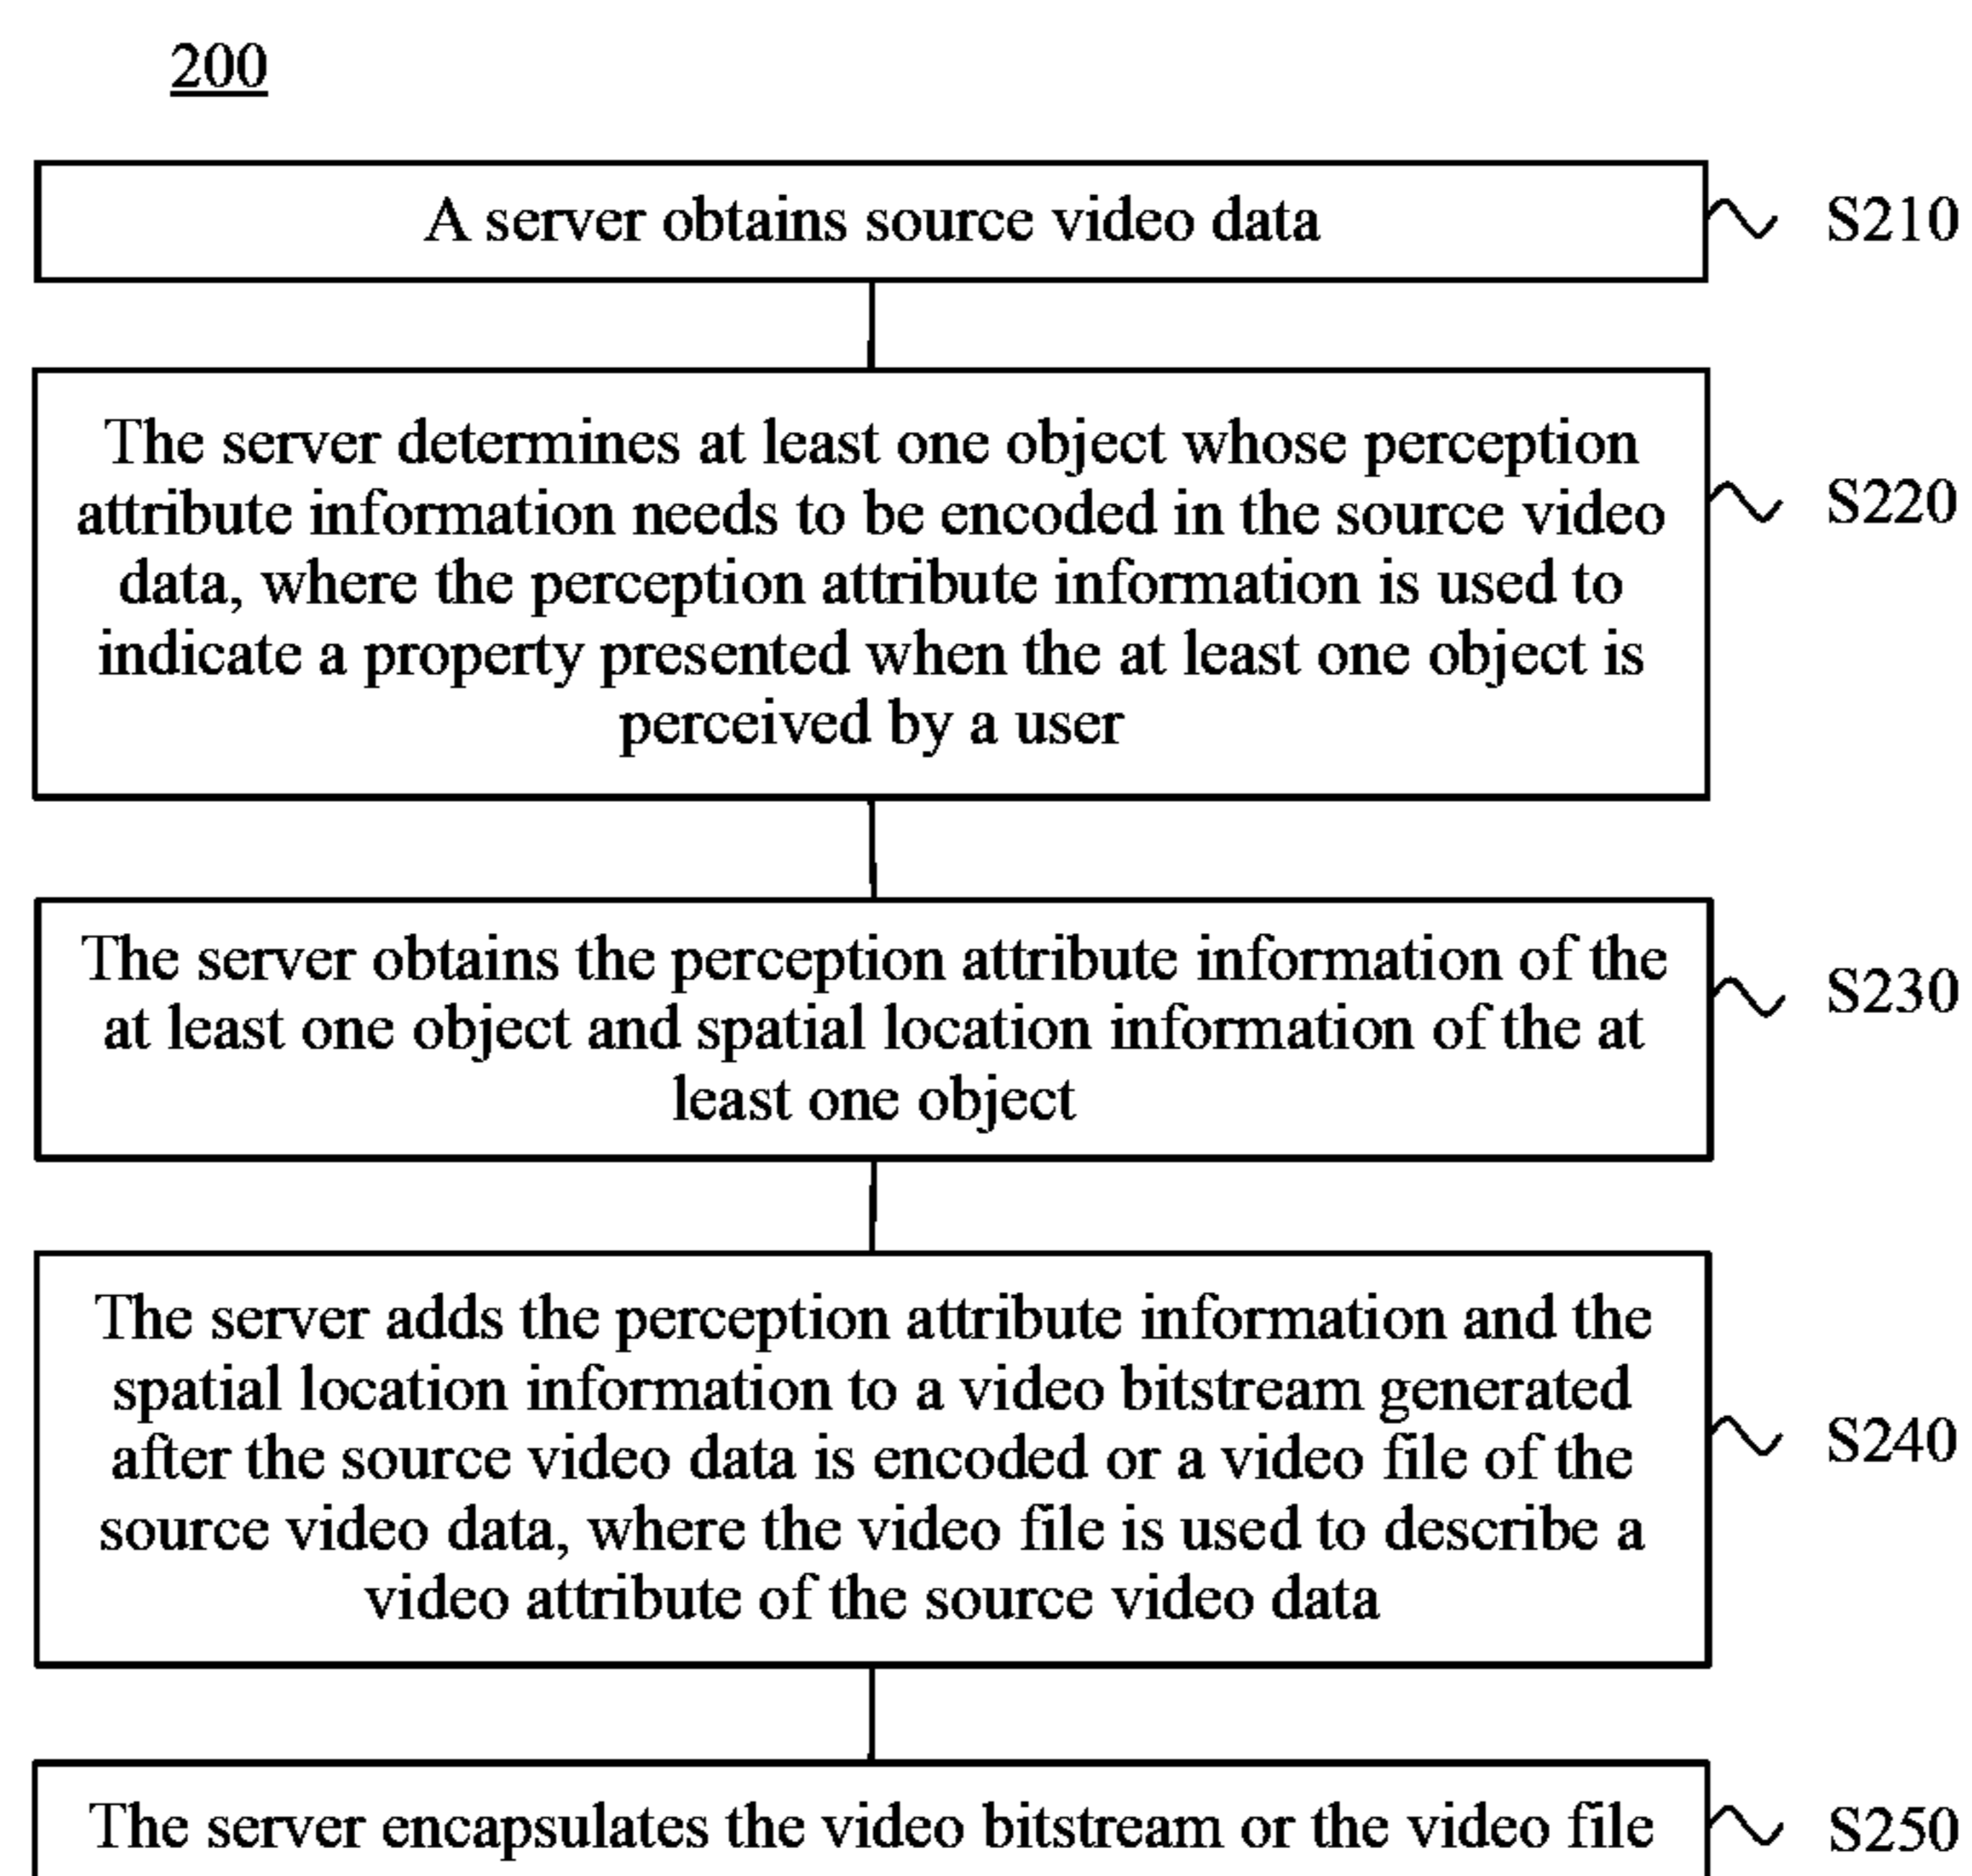 200
A server obtains source video data
S210
The server determines at least one object whose perception
attribute information needs to be encoded in the source video
data, where the perception attribute information is used to
indicate a property presented when the at least one object is
perceived by a user
S220
The server obtains the perception attribute information of the
at least one object and spatial location information of the at
least one object
S230
The server adds the perception attribute information and the
spatial location information to a video bitstream generated
after the source video data is encoded or a video file of the
source video data, where the video file is used to describe a
video attribute of the source video data
S240
The server encapsulates the video bitstream or the video file
S250